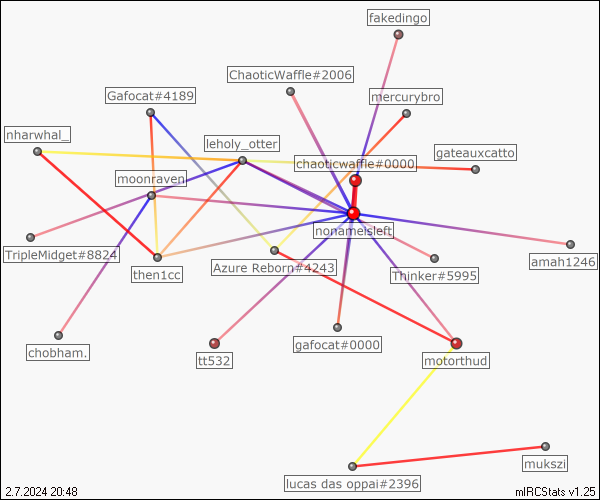 fakedingo
ChaoticWaffle#2006
Gafocat#4189
mercurybro
nharwhal_
leholy_otter
gateauxcatto
chaoticwaffle#0000
moonraven
nonameisleft
TripleMidget#8824
amah1246
then1cc
Azure Reborn#4243
Thinker#5995
gafocat#0000
chobham.
tt532
motorthud
mukszi
lucas das oppai#2396
2.7.2024 20:48
mIRCStats v1.25